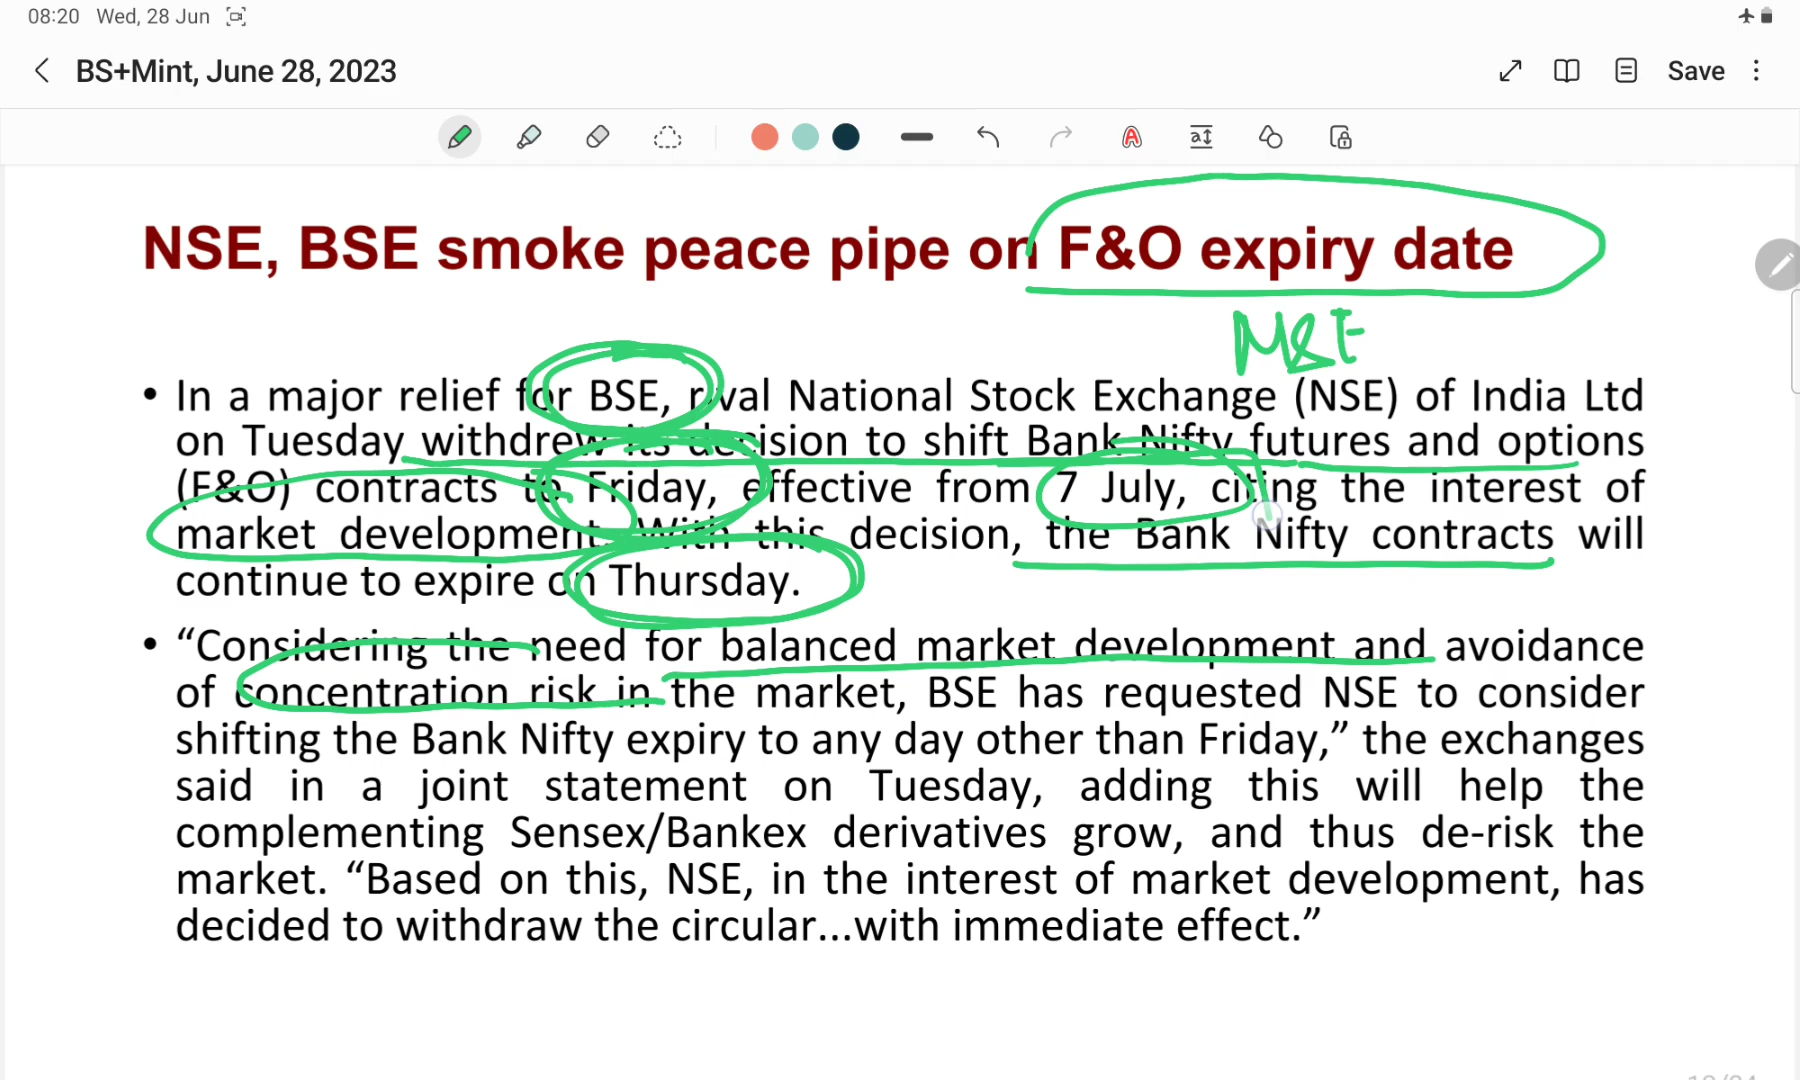 08:20 Wed, 28 Jun
BS+Mint, June 28, 2023
Save
NSE, BSE smoke peace pipe on F&O expiry date
NSE
• In a major relief for BSE, rival National Stock Exchange (NSE) of India Ltd
on Tuesday withdrew its decision to shift Bank Nifty futures and options
(F&O) contracts to Friday, effective from 7 July, citing the interest of
market development. With this decision, the Bank Nifty contracts will
continue to expire on Thursday.
• “Considering the need for balanced market development and avoidance
of concentration risk in the market, BSE has requested NSE to consider
shifting the Bank Nifty expiry to any day other than Friday,” the exchanges
said in a joint statement on Tuesday, adding this will help the
complementing Sensex/Bankex derivatives grow, and thus de-risk the
market. “Based on this, NSE, in the interest of market development, has
decided to withdraw the circular...with immediate effect.”